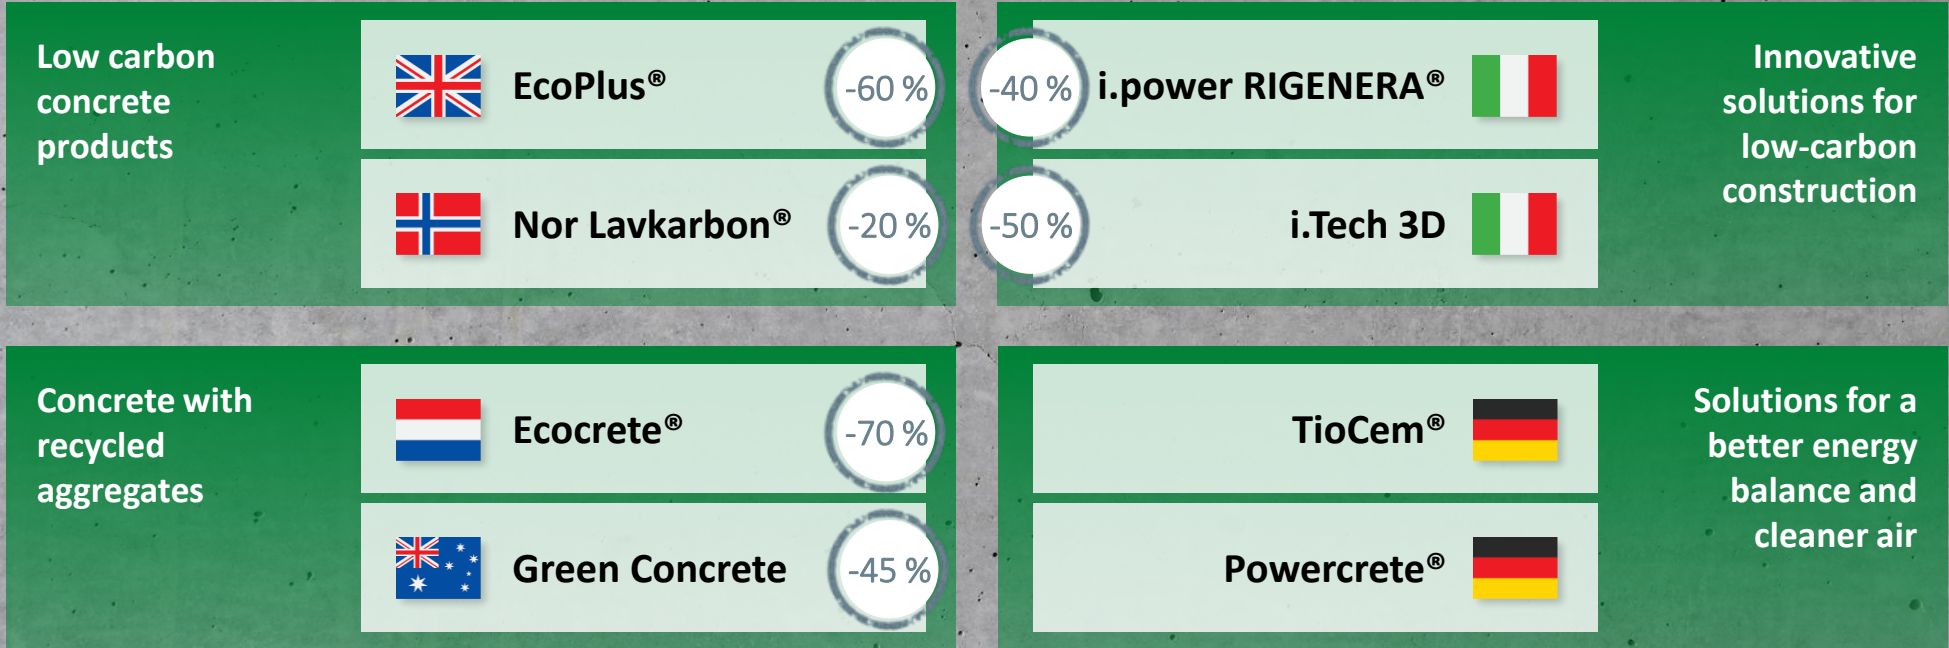 Low carbon
concrete
products
EcoPlus®
-60 %
Nor Lavkarbon®
-20 %
-40 %
i.power RIGENERA®
-50 %
i.Tech 3D
Innovative
solutions for
low-carbon
construction
Concrete with
recycled
aggregates
Ecocrete®
-70 %
Green Concrete
-45 %
TioCem®
Powercrete®
Solutions for a
better energy
balance and
cleaner air